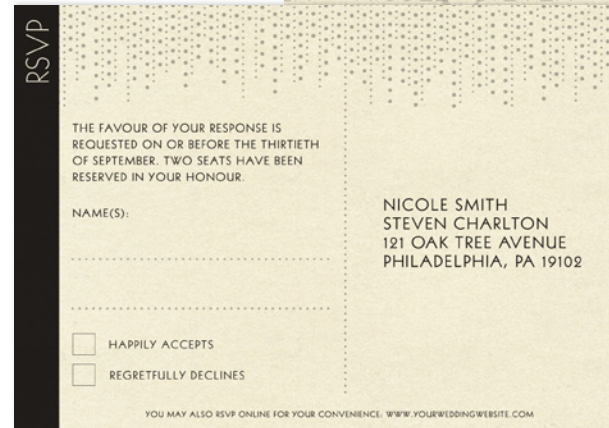 RSVP
THE FAVOUR OF YOUR RESPONSE IS
REQUESTED ON OR BEFORE THE THIRTIETH
OF SEPTEMBER. TWO SEATS HAVE BEEN
RESERVED IN YOUR HONOUR.
NAME(S):
HAPPILY ACCEPTS
REGRETFULLY DECLINES
NICOLE SMITH
STEVEN CHARLTON
121 OAK TREE AVENUE
PHILADELPHIA, PA 19102
YOU MAY ALSO RSVP ONLINE FOR YOUR CONVENIENCE: WWW.YOURWEDDINGWEBSITE.COM